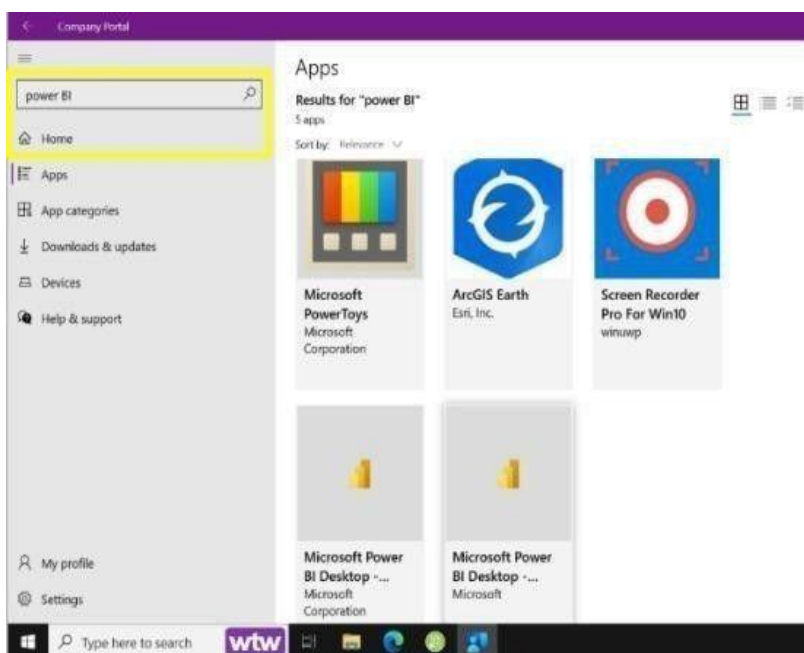 Company Portal
power BI
Home
Apps
App categories
Downloads & updates
Devices
Help & support
My profile
Settings
Apps
Results for "power BI"
5 apps
Sort by: Relevance
Microsoft
PowerToys
Microsoft
Corporation
ArcGIS Earth
Esri, Inc.
Screen Recorder
Pro For Win10
winuwp
Microsoft Power
BI Desktop -...
Microsoft
Corporation
Microsoft Power
BI Desktop -...
Microsoft
Type here to search
wtw